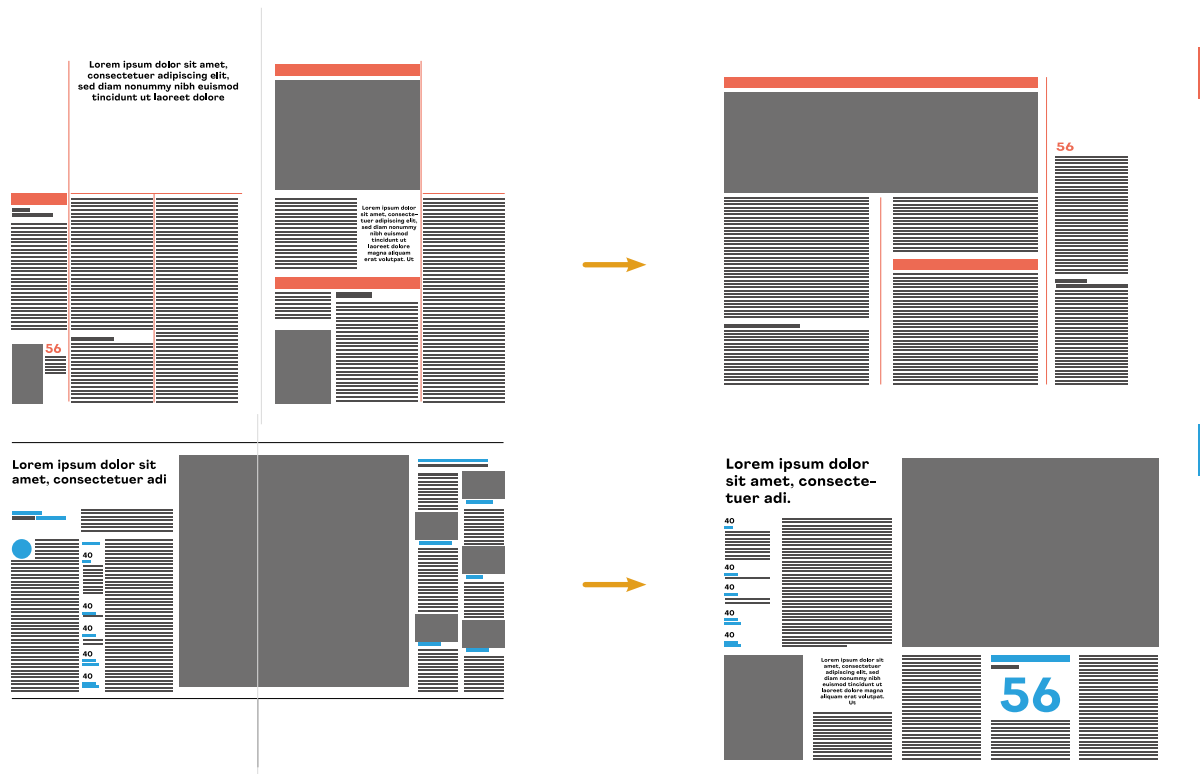 Lorem ipsum dolor sit amet,
consectetuer adipiscing elit,
sed diam nonummy nibh euismod
tincidunt ut laoreet dolore
56
Lorem ipsum dolor
sit amet, consecte-
tuer adipiscing elit,
sed diam nonummy
nibh euismod
tincidunt ut
laoreet dolore
magna aliquam
erat volutpat. Ut
56
Lorem ipsum dolor sit
amet, consectetuer adi
40
40
40
40
40
Lorem ipsum dolor
sit amet, consecte-
tuer adi.
40
40
40
40
40
Lorem ipsum dolor sit
amet, consectetuer
adipiscing elit, sed
diam nonummy nibh
euismod tincidunt ut
laoreet dolore magna
aliquam erat volutpat.
Ut
56